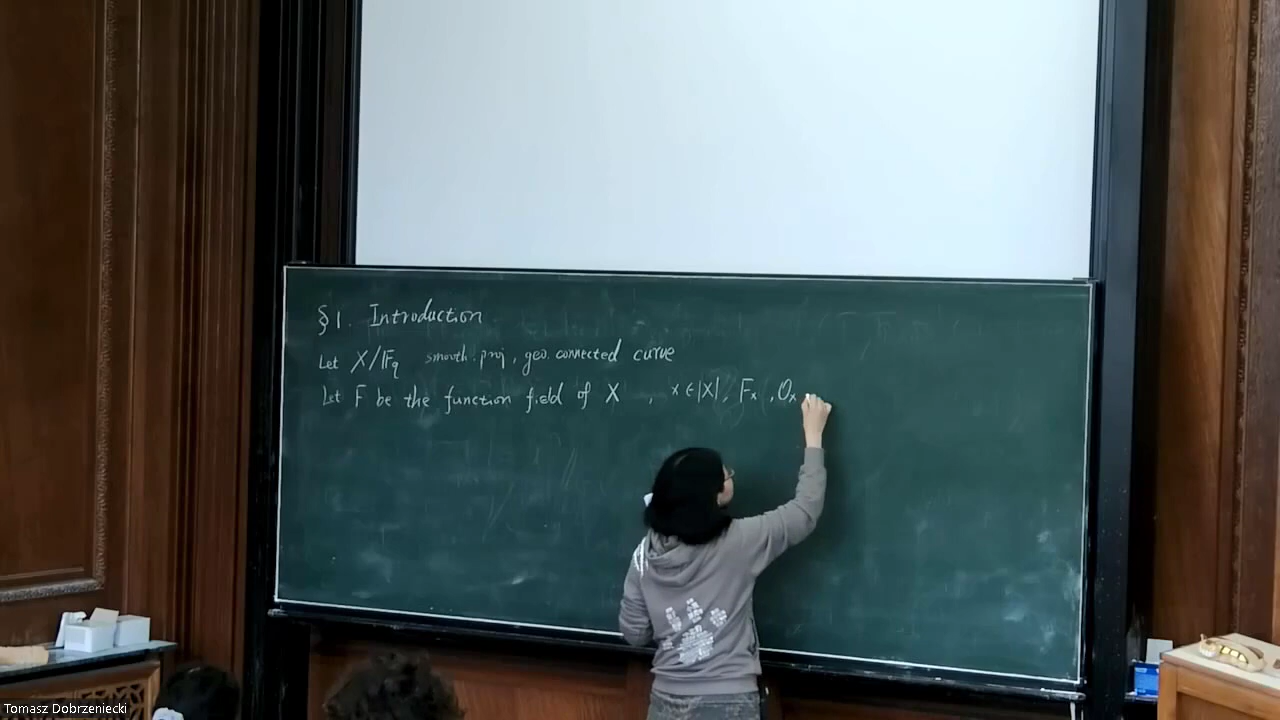 §1. Introduction
Let X/𝔽q smooth. proj, geo. connected curve
Let F be the function field of X , x∈|X|, Fx , Ox
Tomasz Dobrzeniecki